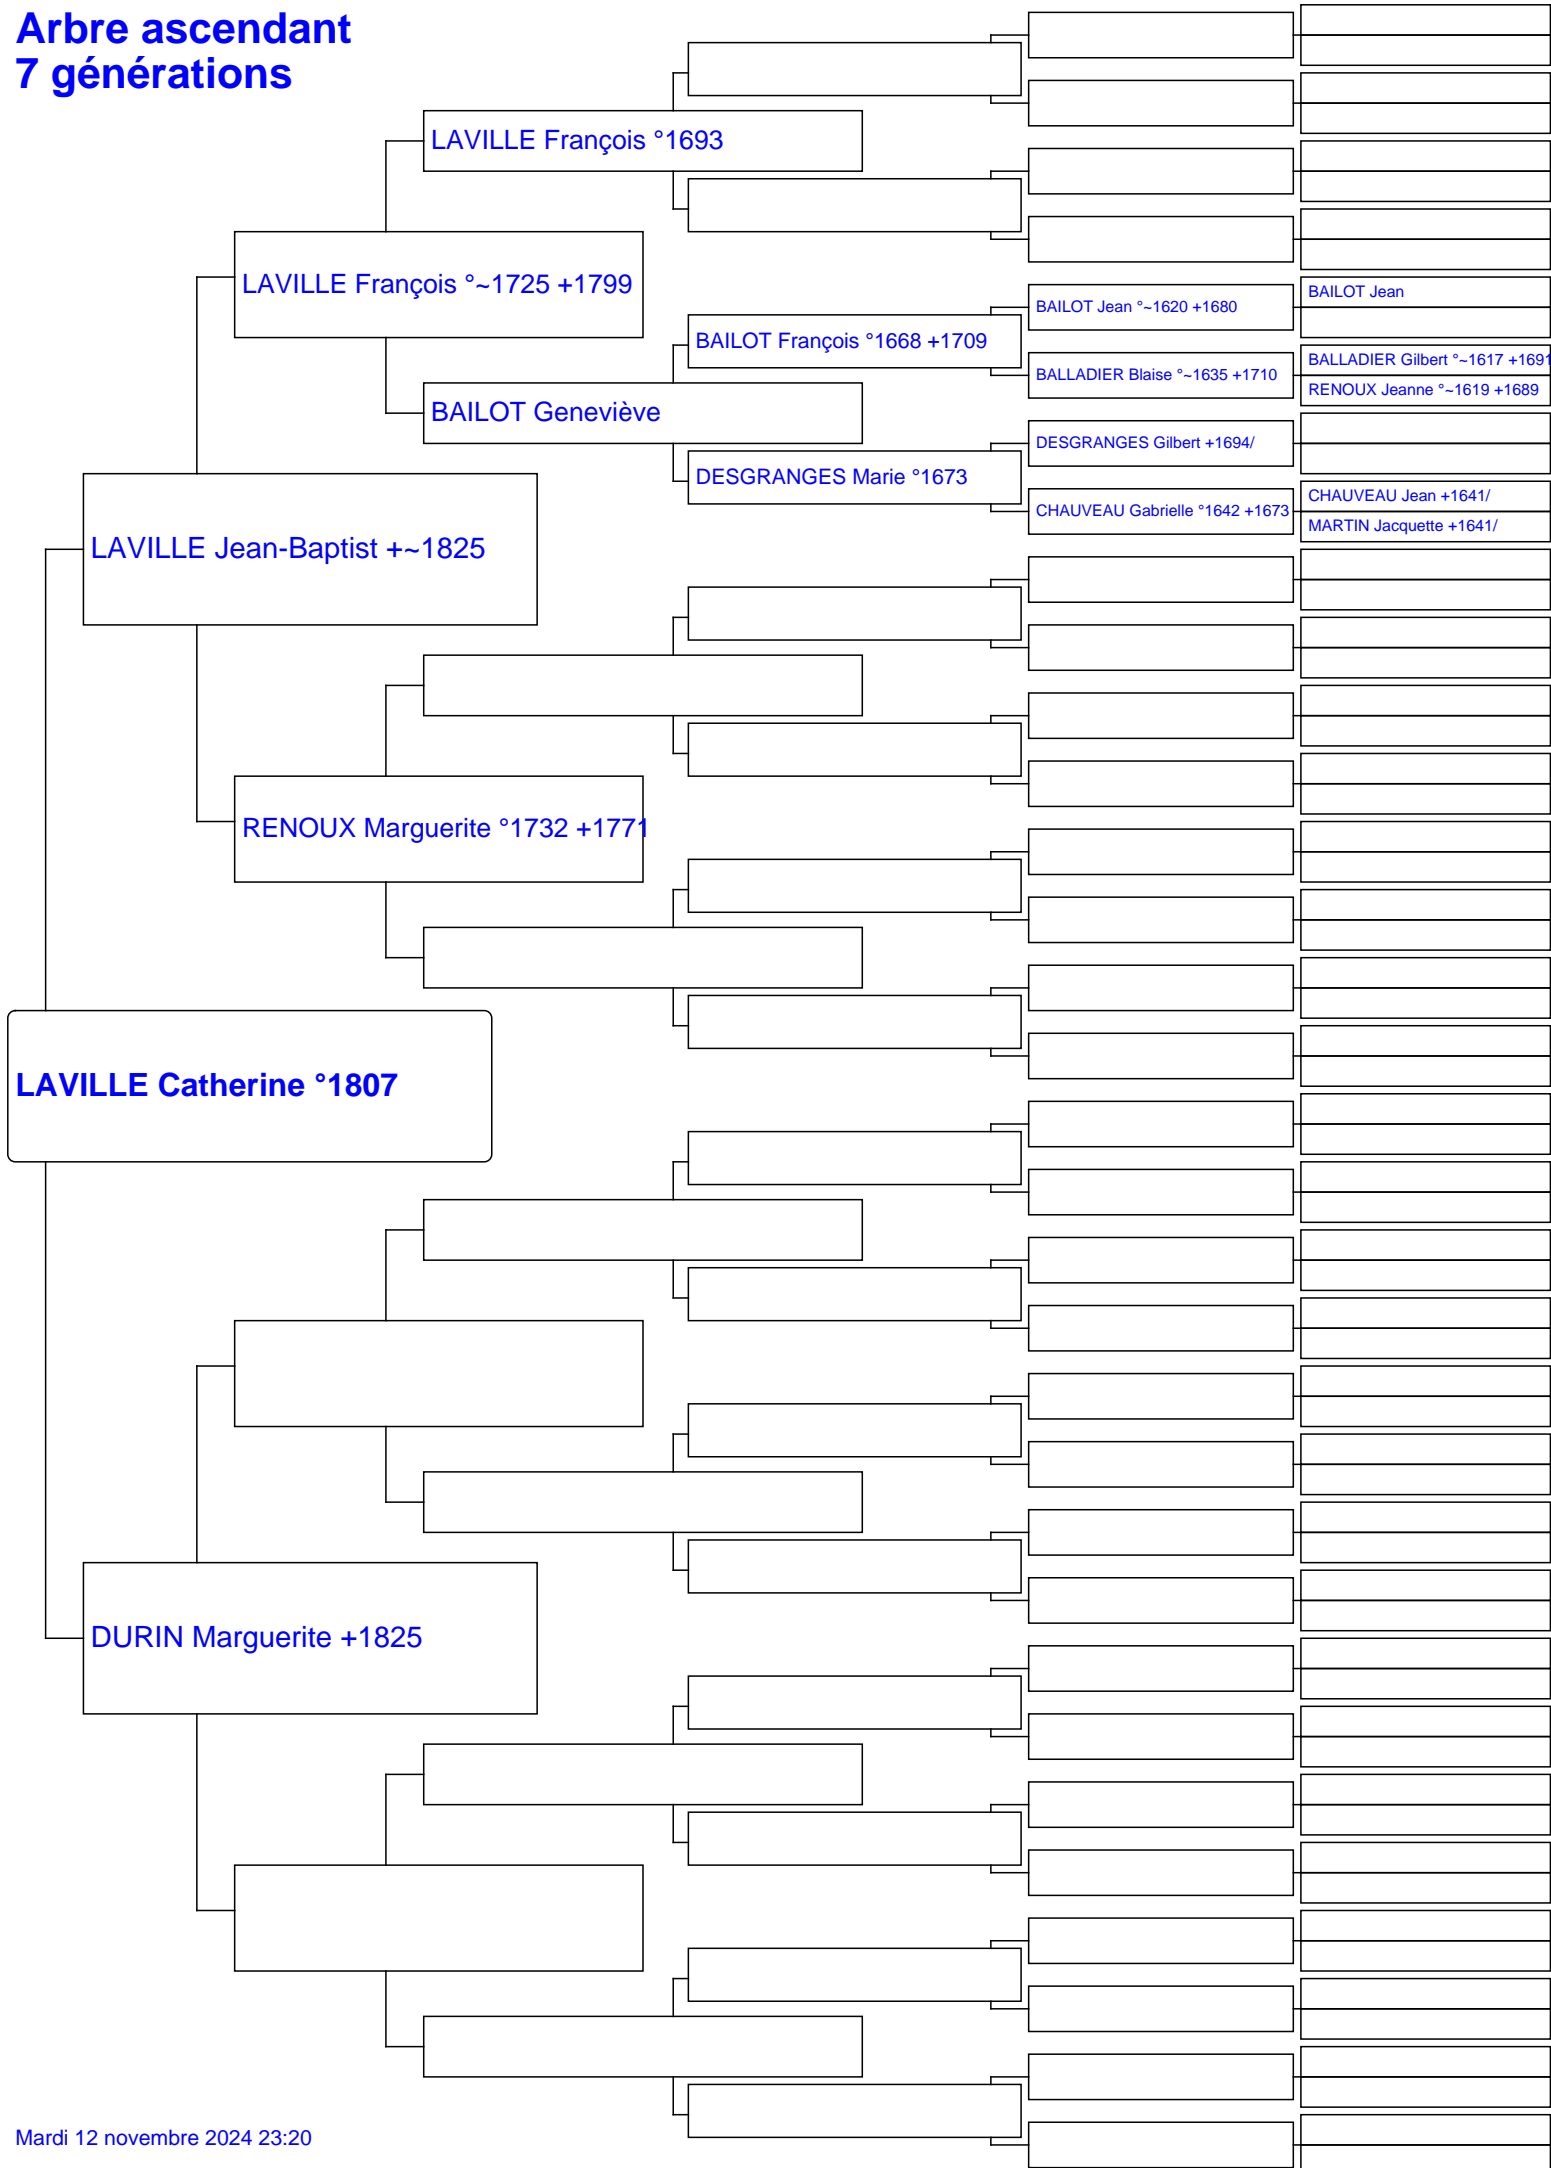 Arbre ascendant
7 générations
LAVILLE François °1693
LAVILLE François °~1725 +1799
BAILOT Jean
BAILOT Jean °~1620 +1680
BAILOT François °1668 +1709
BALLADIER Gilbert °~1617 +1691
BALLADIER Blaise °~1635 +1710
RENOUX Jeanne °~1619 +1689
BAILOT Geneviève
DESGRANGES Gilbert +1694/
DESGRANGES Marie °1673
CHAUVEAU Jean +1641/
CHAUVEAU Gabrielle °1642 +1673
MARTIN Jacquette +1641/
LAVILLE Jean-Baptist +~1825
RENOUX Marguerite °1732 +1771
LAVILLE Catherine °1807
DURIN Marguerite +1825
Mardi 12 novembre 2024 23:20